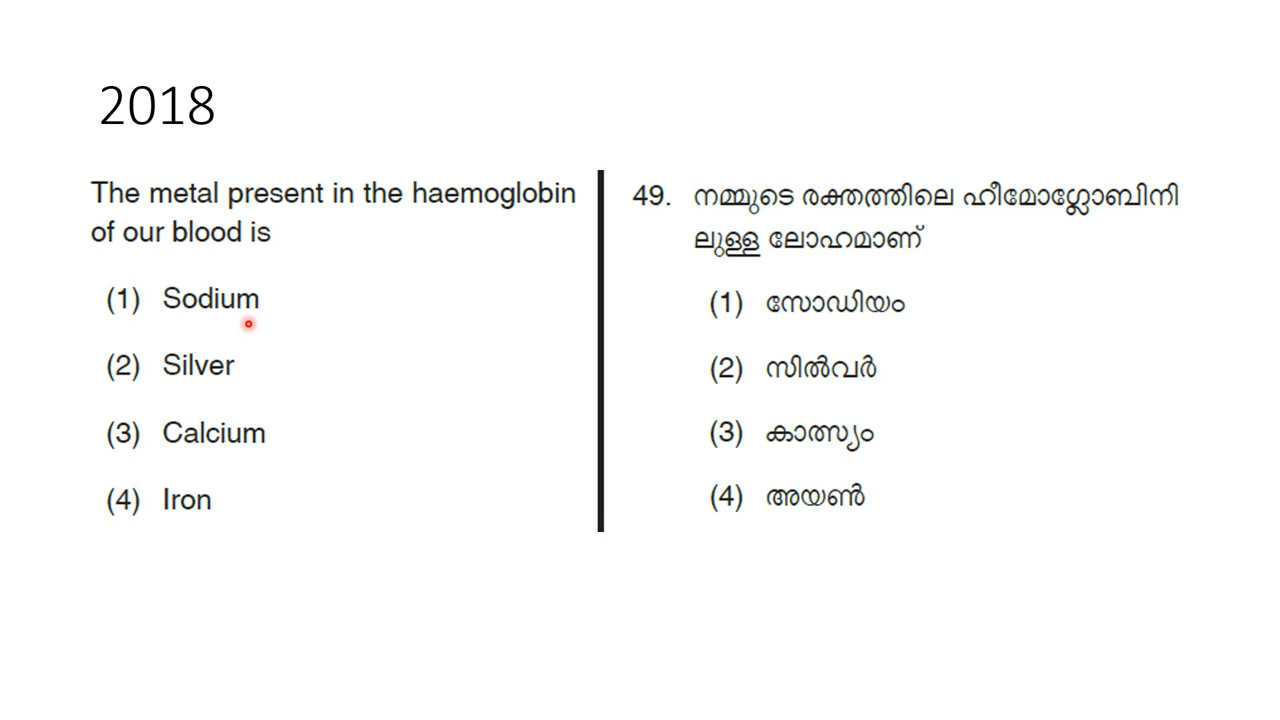 2018
The metal present in the haemoglobin
of our blood is
(1) Sodium
(2) Silver
(3) Calcium
(4) Iron
49. നമ്മുടെ രക്തത്തിലെ ഹീമോഗ്ലോബിനി
ലുള്ള ലോഹമാണ്
(1) സോഡിയം
(2) സിൽവർ
(3) കാത്സ്യം
(4) അയൺ